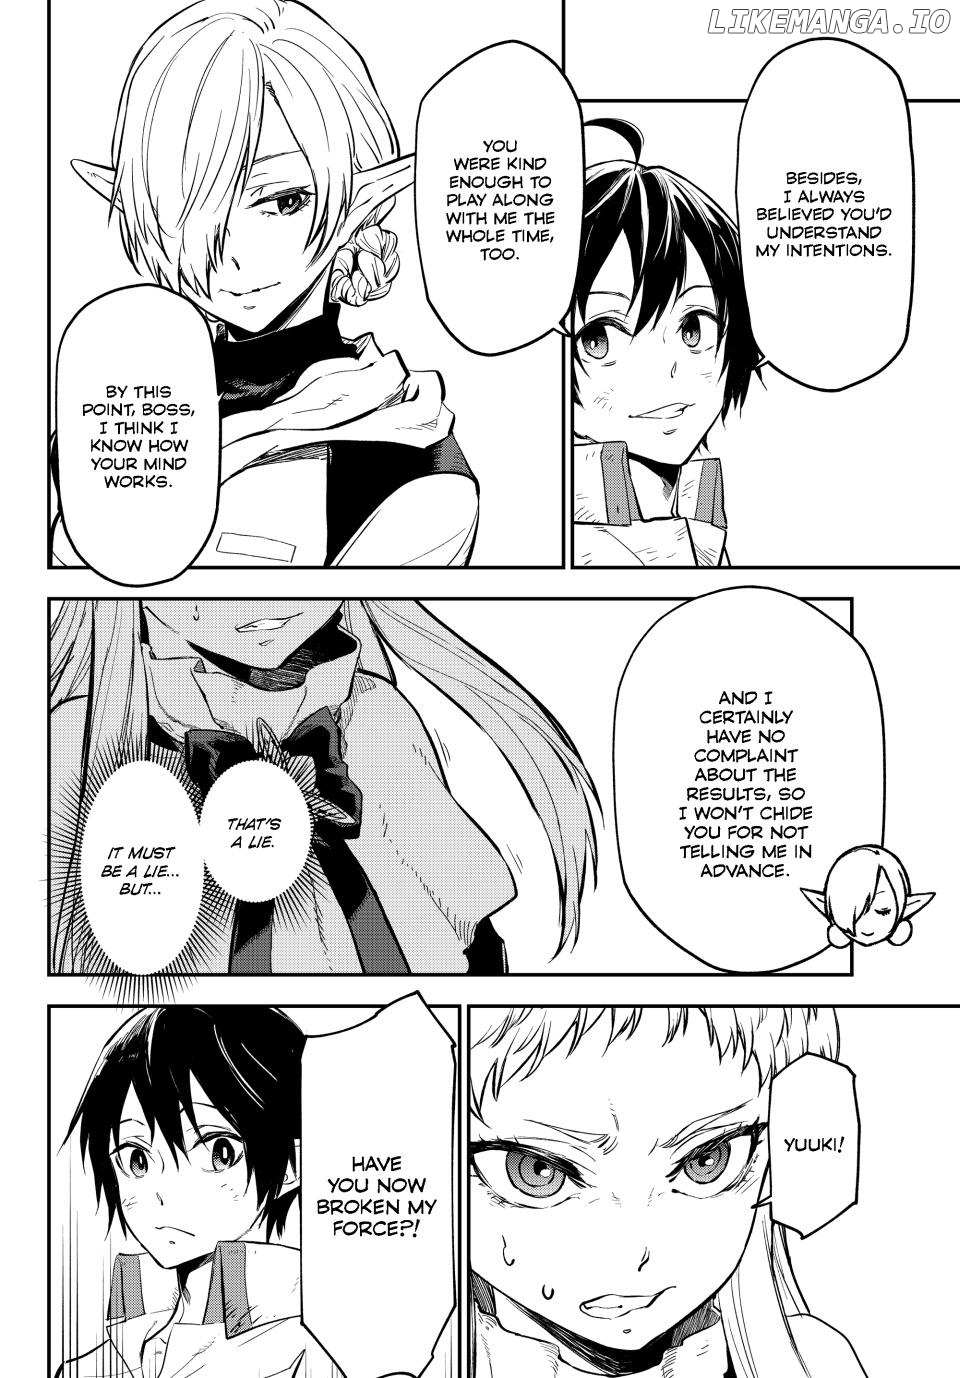 LIKEMANGA.IO
BESIDES,
I ALWAYS
BELIEVED YOU'D
UNDERSTAND
MY INTENTIONS.
YOU
WERE KIND
ENOUGH TO
PLAY ALONG
WITH ME THE
WHOLE TIME,
TOO.
BY THIS
POINT, BOSS,
I THINK I
KNOW HOW
YOUR MIND
WORKS.
AND I
CERTAINLY
HAVE NO
COMPLAINT
ABOUT THE
RESULTS, SO
I WON'T CHIDE
YOU FOR NOT
TELLING ME IN
ADVANCE.
THAT'S
A LIE.
IT MUST
BE A LIE...
BUT...
YUUKI!
HAVE
YOU NOW
BROKEN MY
FORCE?!